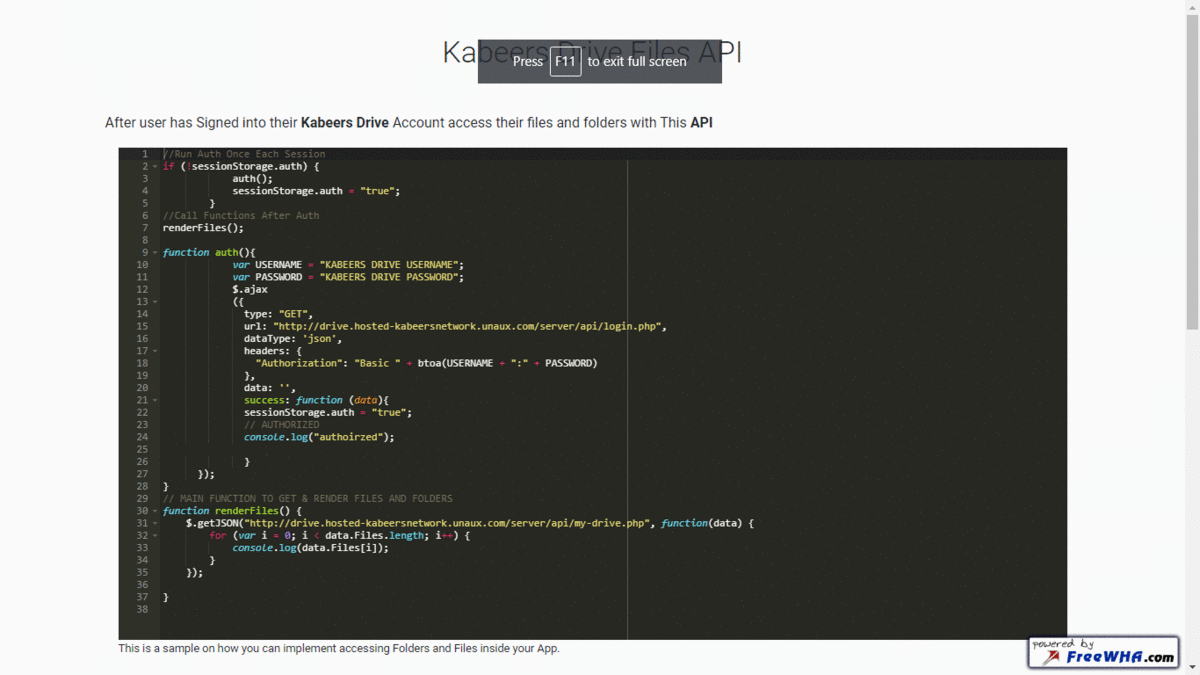 Kabeers Drive Files API
Press F11 to exit full screen
After user has Signed into their Kabeers Drive Account access their files and folders with This API
1 //Run Auth Once Each Session
2 if (!sessionStorage.auth) {
3 auth();
4 sessionStorage.auth = "true";
5 }
6 //Call Functions After Auth
7 renderFiles();
8
9 function auth(){
10 var USERNAME = "KABEERS DRIVE USERNAME";
11 var PASSWORD = "KABEERS DRIVE PASSWORD";
12 $.ajax
13 ({
14 type: "GET",
15 url: "http://drive.hosted-kabeersnetwork.unaux.com/server/api/login.php",
16 dataType: 'json',
17 headers: {
18 "Authorization": "Basic " + btoa(USERNAME + ":" + PASSWORD)
19 },
20 data: '',
21 success: function (data){
22 sessionStorage.auth = "true";
23 // AUTHORIZED
24 console.log("authoirzed");
25
26 }
27 });
28 }
29 // MAIN FUNCTION TO GET & RENDER FILES AND FOLDERS
30 function renderFiles() {
31 $.getJSON("http://drive.hosted-kabeersnetwork.unaux.com/server/api/my-drive.php", function(data) {
32 for (var i = 0; i < data.Files.length; i++) {
33 console.log(data.Files[i]);
34 }
35 });
36
37 }
38
This is a sample on how you can implement accessing Folders and Files inside your App.
powered by
FreeWHA.com